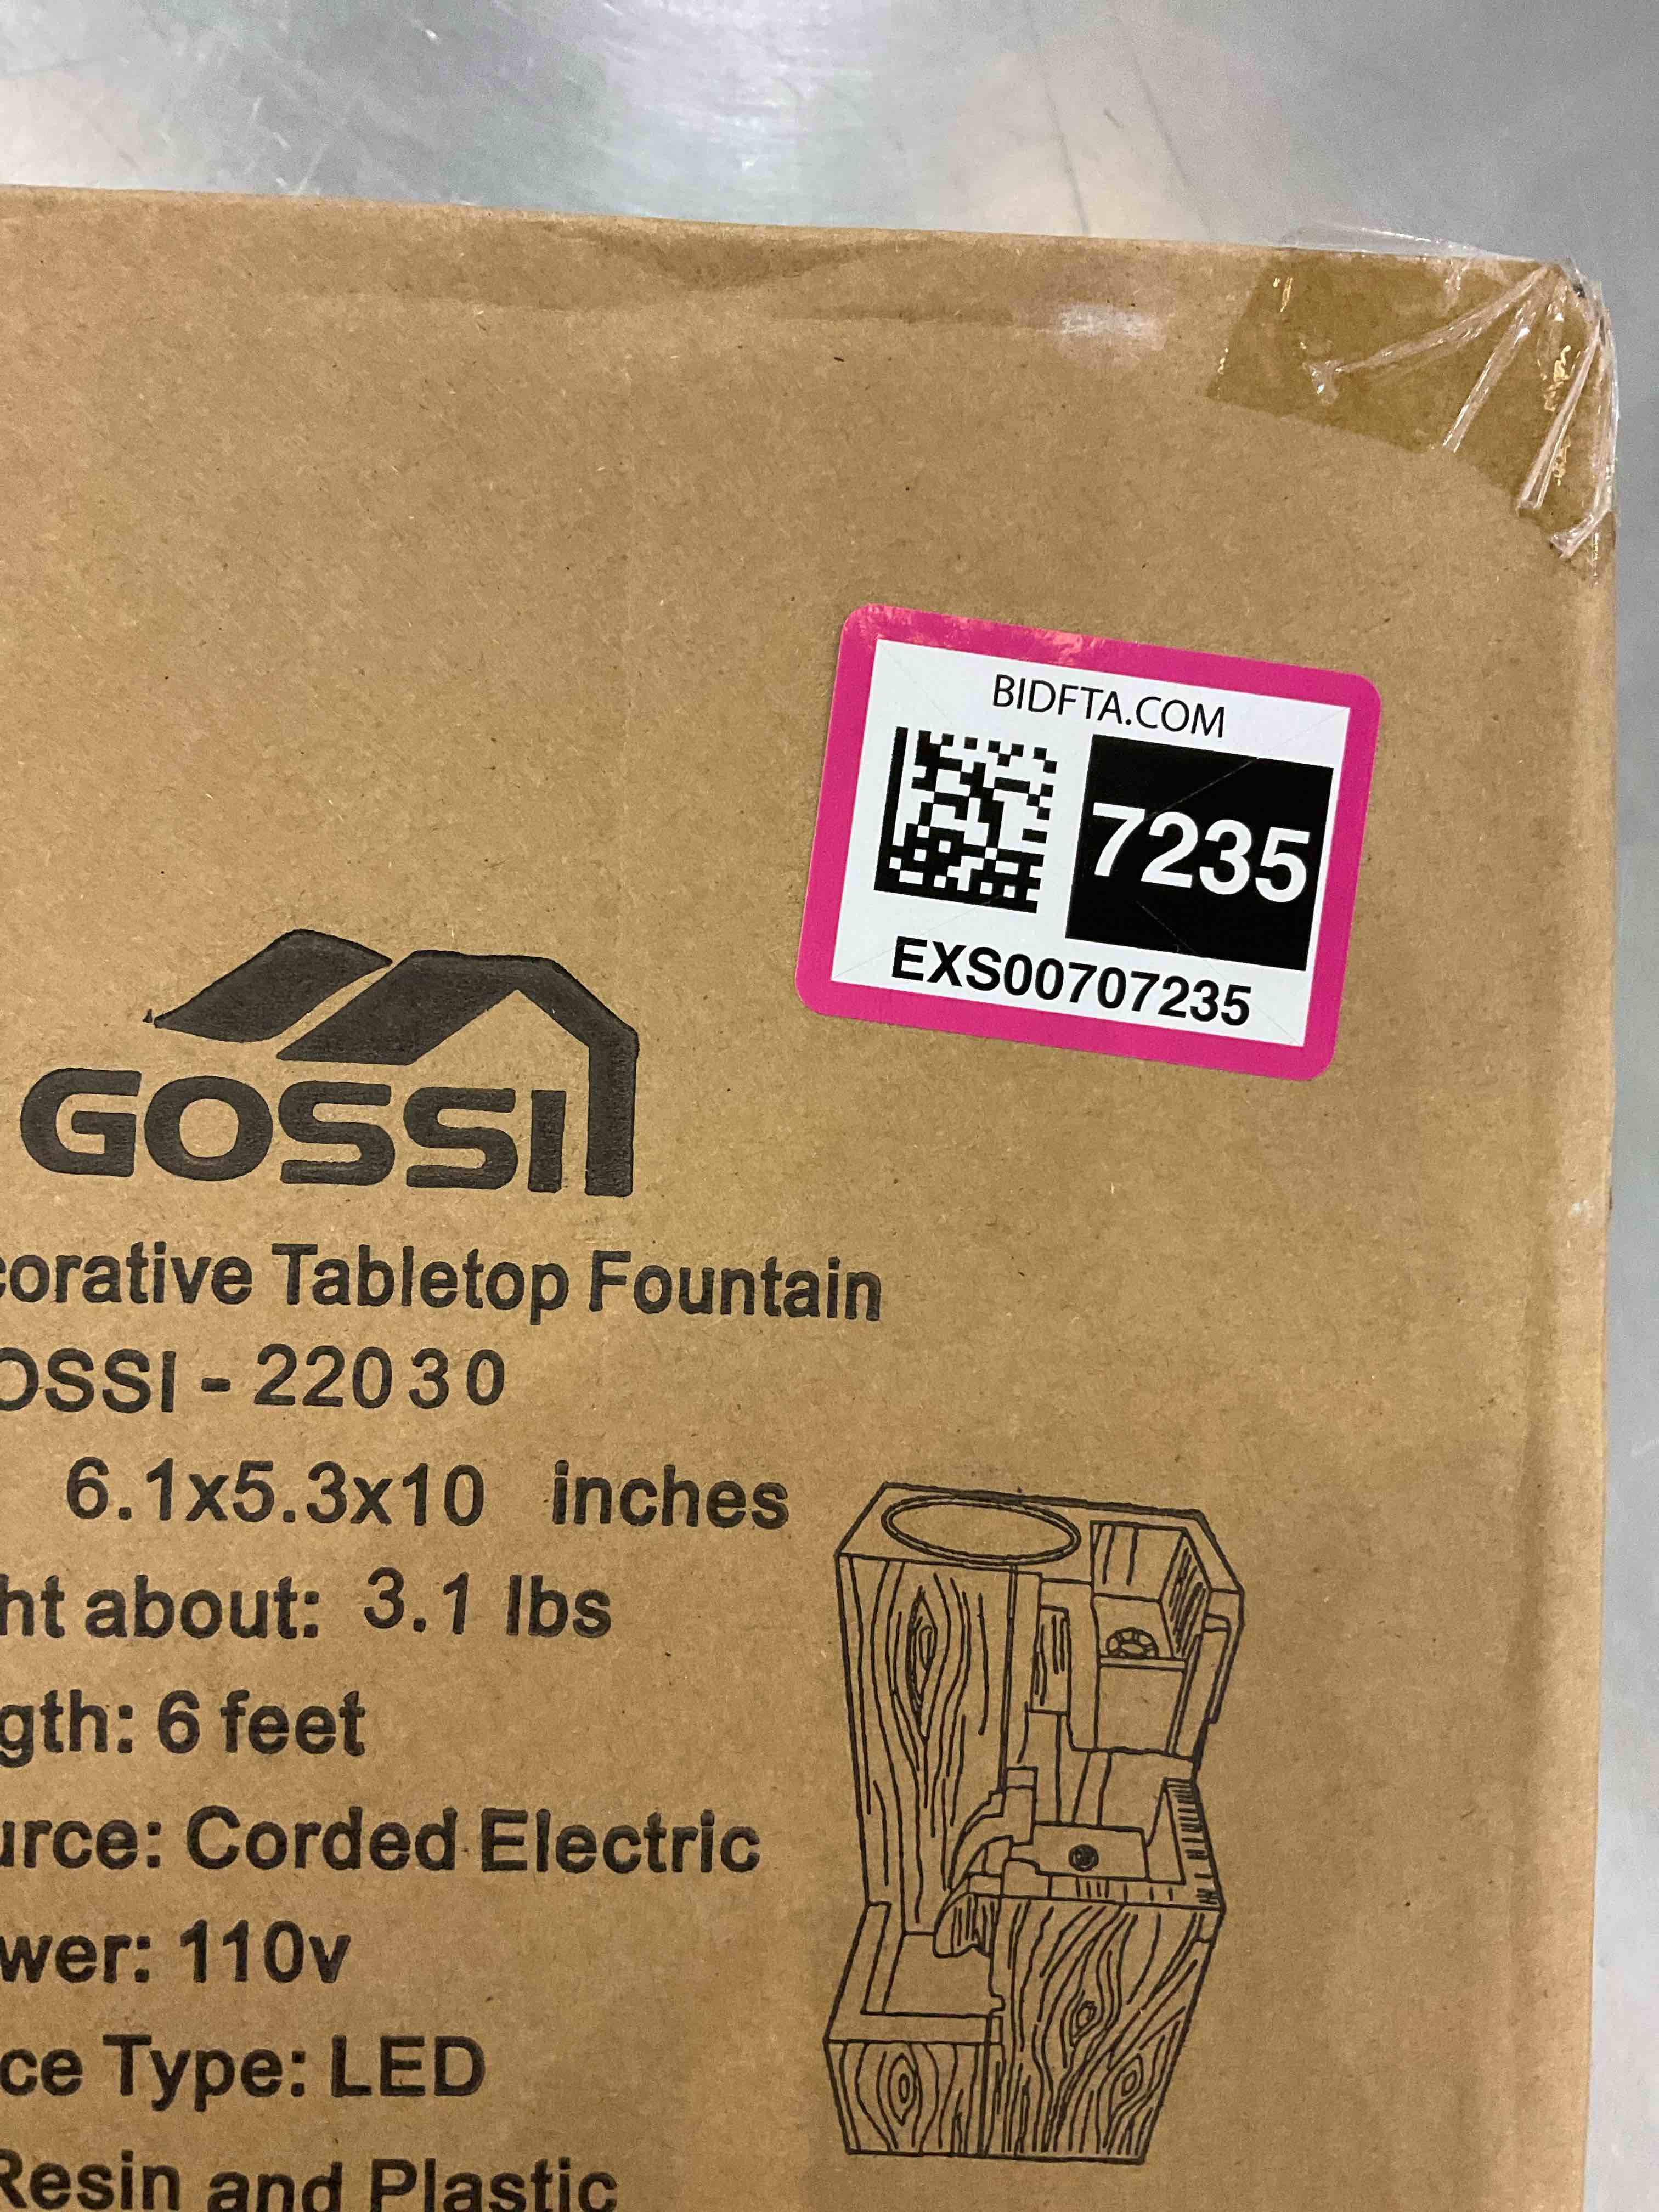 BIDFTA.COM
7235
EXS00707235
GOSSI
corative Tabletop Fountain
OSSI - 22030
6.1x5.3x10 inches
ht about: 3.1 lbs
gth: 6 feet
urce: Corded Electric
wer: 110v
ce Type: LED
Resin and Plastic